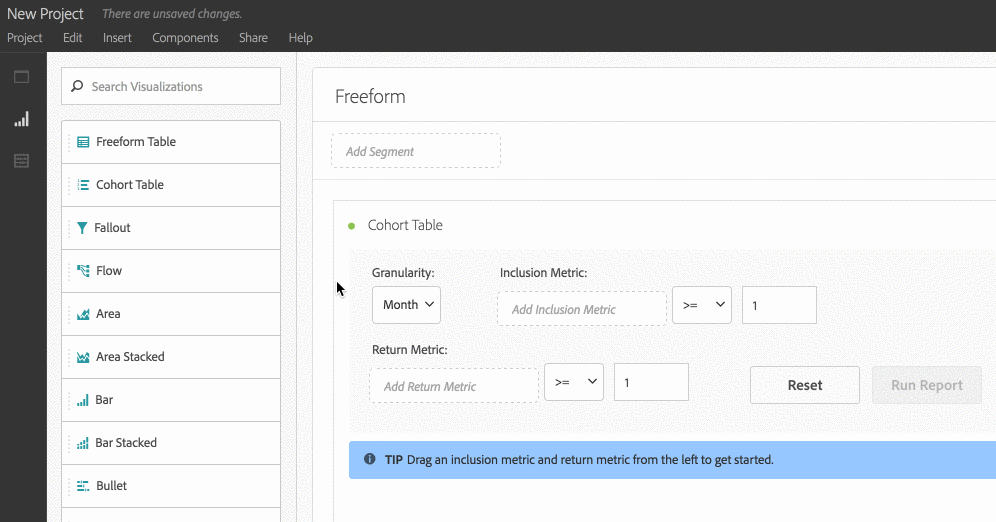 New Project There are unsaved changes.
Project Edit Insert Components Share Help
Search Visualizations
Freeform Table
Cohort Table
Fallout
Flow
Area
Area Stacked
Bar
Bar Stacked
Bullet
Freeform
Add Segment
Cohort Table
Granularity: Inclusion Metric:
Month Add Inclusion Metric >= 1
Return Metric:
Add Return Metric >= 1 Reset Run Report
TIP Drag an inclusion metric and return metric from the left to get started.